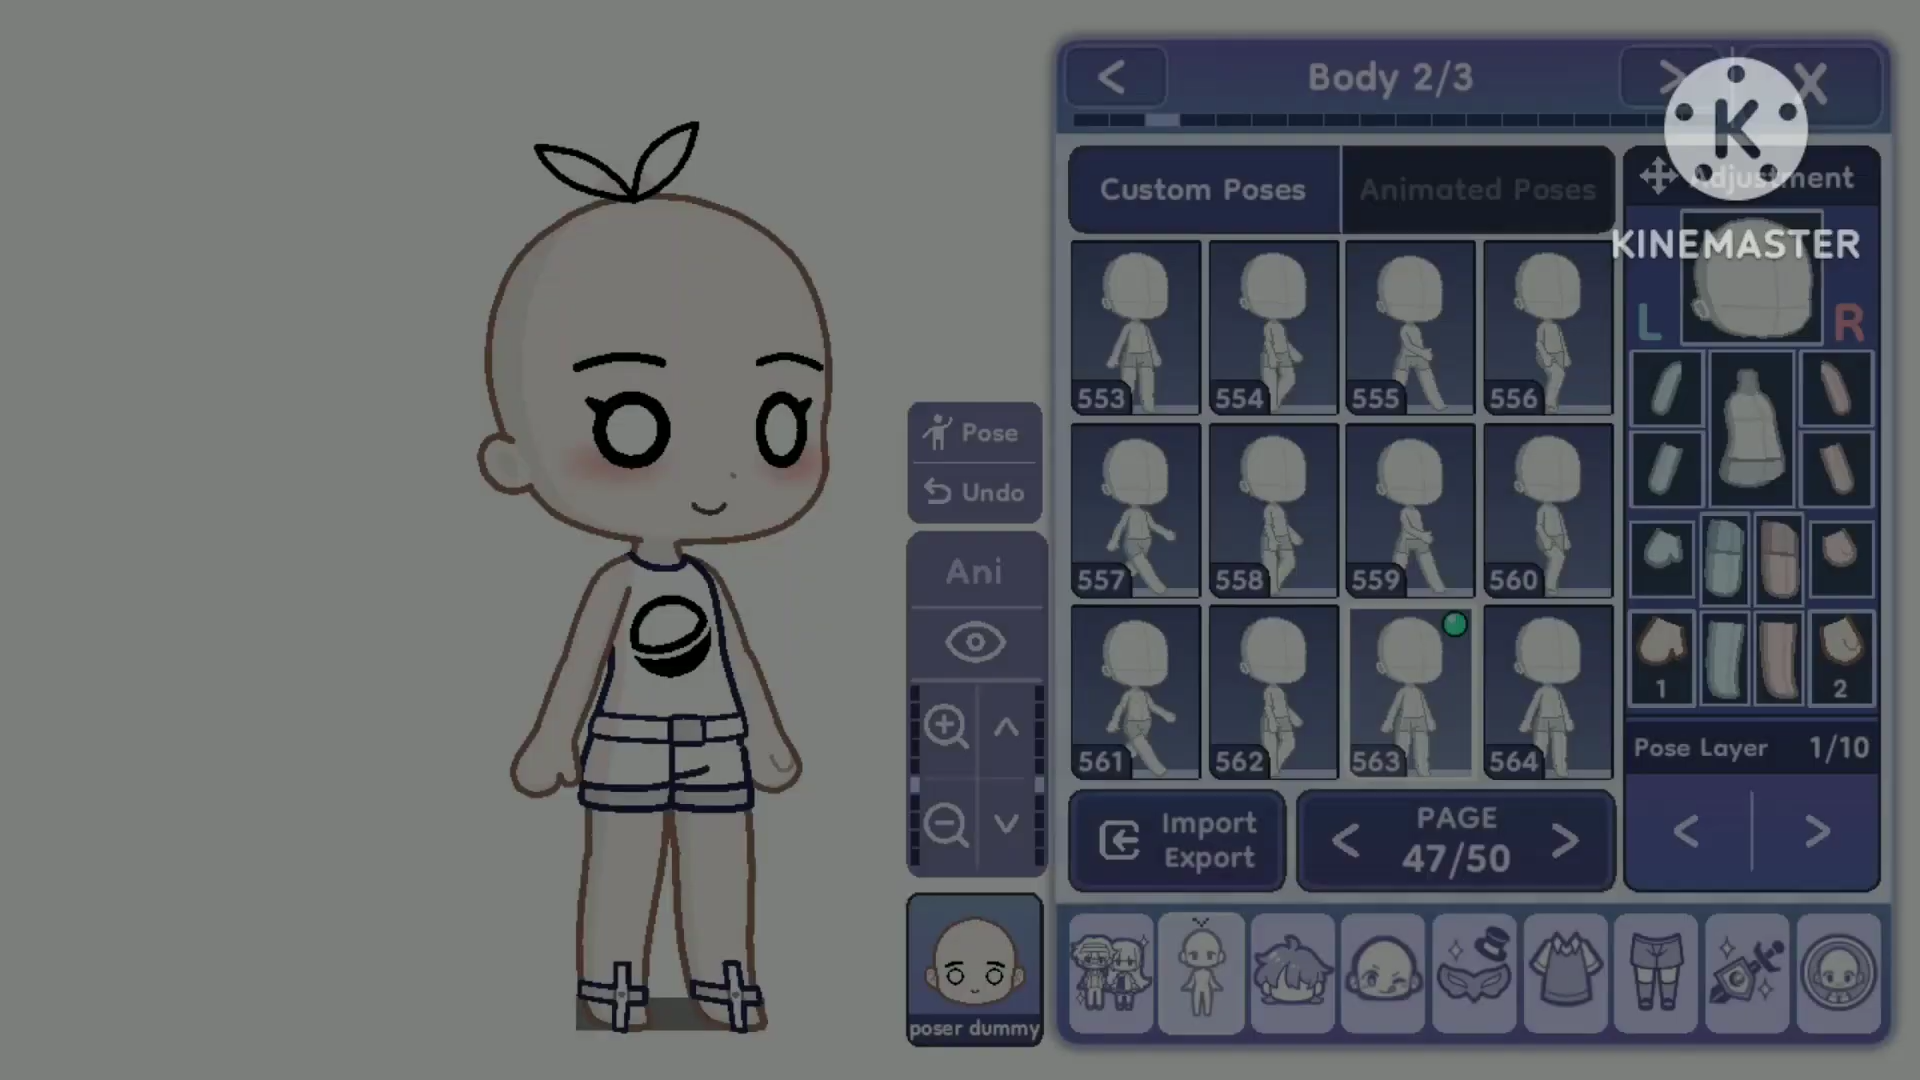 Body 2/3
K
KINEMASTER
Custom Poses
Animated Poses
Adjustment
L
R
553
554
555
556
557
558
559
560
561
562
563
564
1
2
Pose Layer 1/10
Pose
Undo
Ani
Import
Export
PAGE
47/50
poser dummy